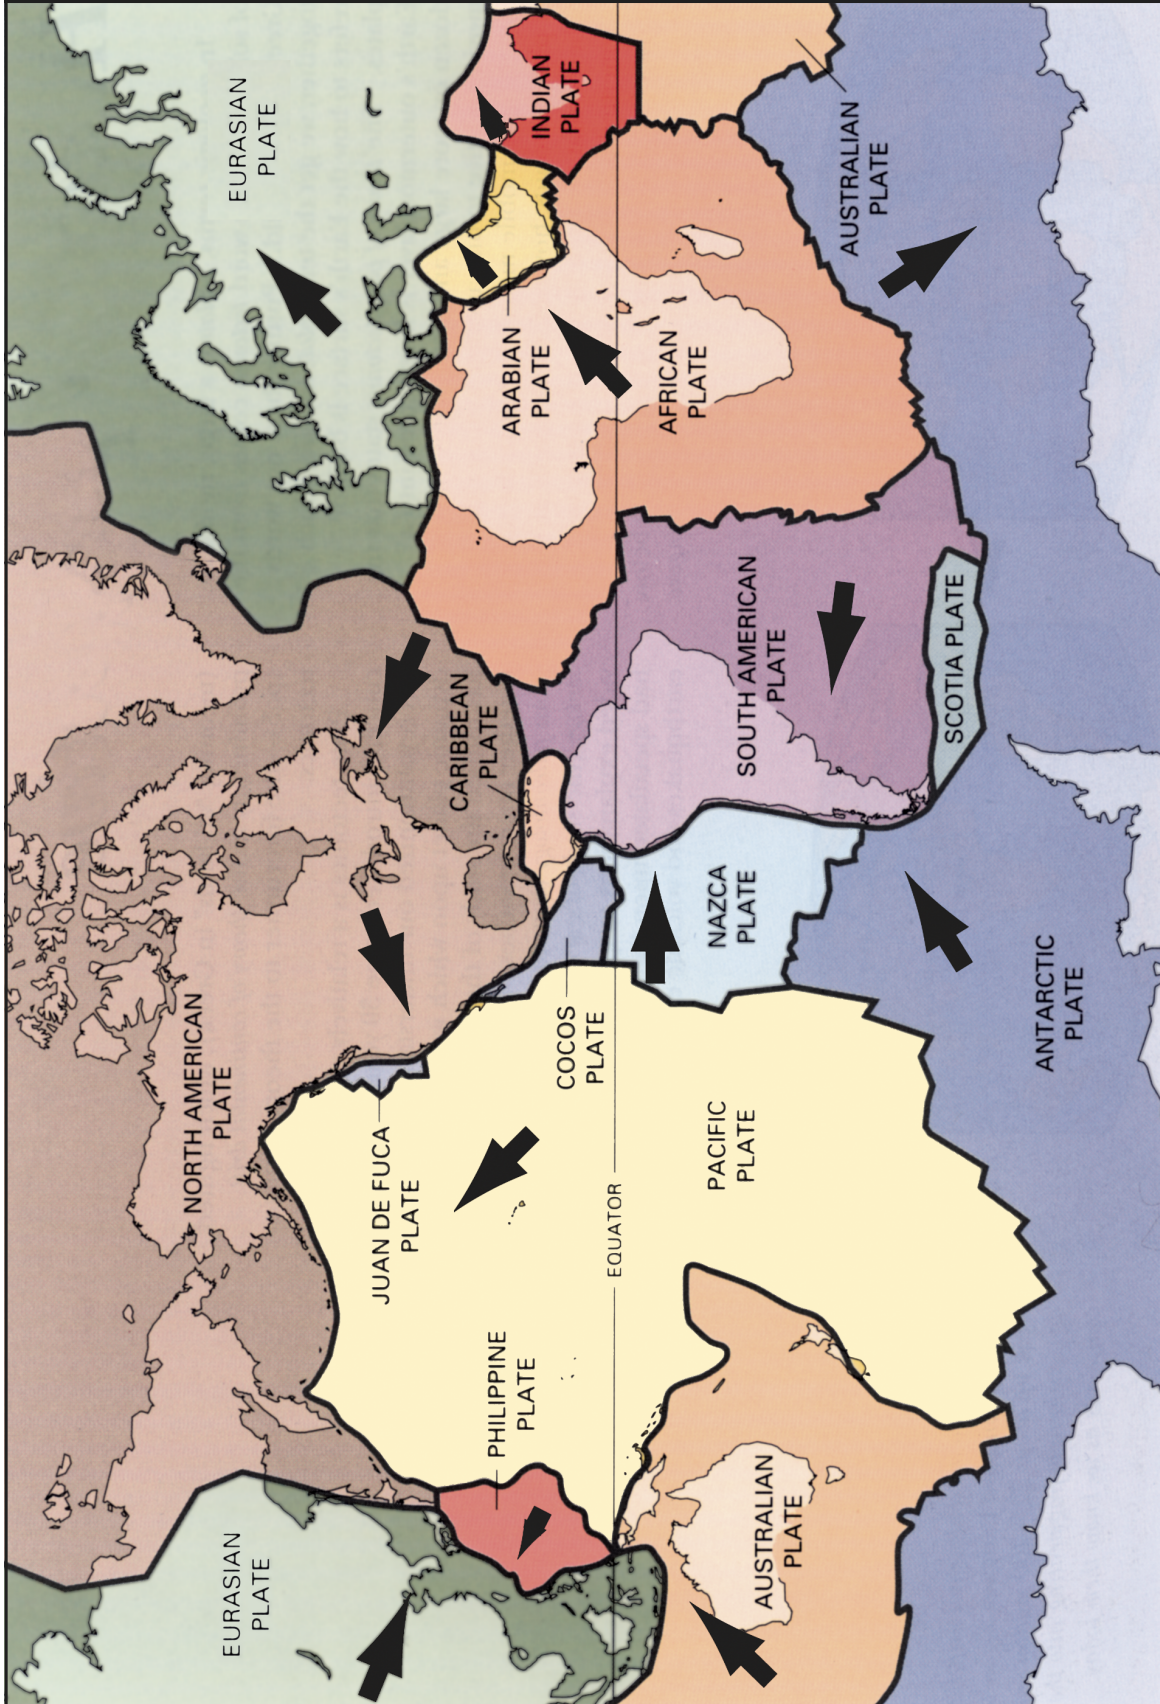 EURASIAN
PLATE
NORTH AMERICAN
PLATE
EURASIAN
PLATE
JUAN DE FUCA
PLATE
CARIBBEAN
PLATE
PHILIPPINE
PLATE
COCOS
PLATE
ARABIAN
PLATE
INDIAN
PLATE
EQUATOR
AFRICAN
PLATE
AUSTRALIAN
PLATE
PACIFIC
PLATE
NAZCA
PLATE
SOUTH AMERICAN
PLATE
AUSTRALIAN
PLATE
SCOTIA PLATE
ANTARCTIC
PLATE